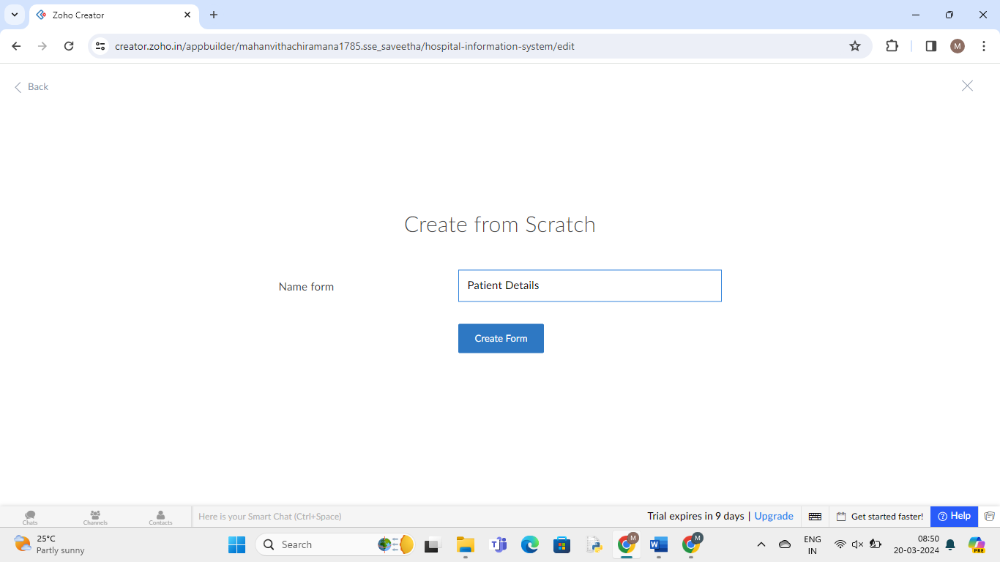 Zoho Creator
creator.zoho.in/appbuilder/mahanvithachiramana1785.sse_saveetha/hospital-information-system/edit
M
Back
Create from Scratch
Name form
Patient Details
Create Form
Chats
Channels
Contacts
Here is your Smart Chat (Ctrl+Space)
Trial expires in 9 days | Upgrade
Get started faster!
Help
25°C
Partly sunny
Search
M
M
ENG
IN
08:50
20-03-2024
PRE